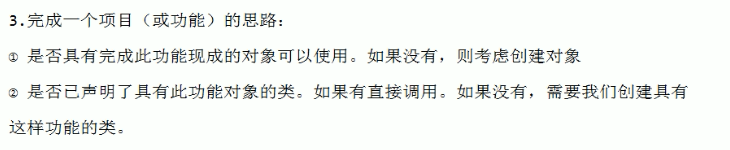 3.完成一个项目（或功能）的思路：
① 是否具有完成此功能现成的对象可以使用。如果没有，则考虑创建对象
② 是否已声明了具有此功能对象的类。如果有直接调用。如果没有，需要我们创建具有
这样功能的类。